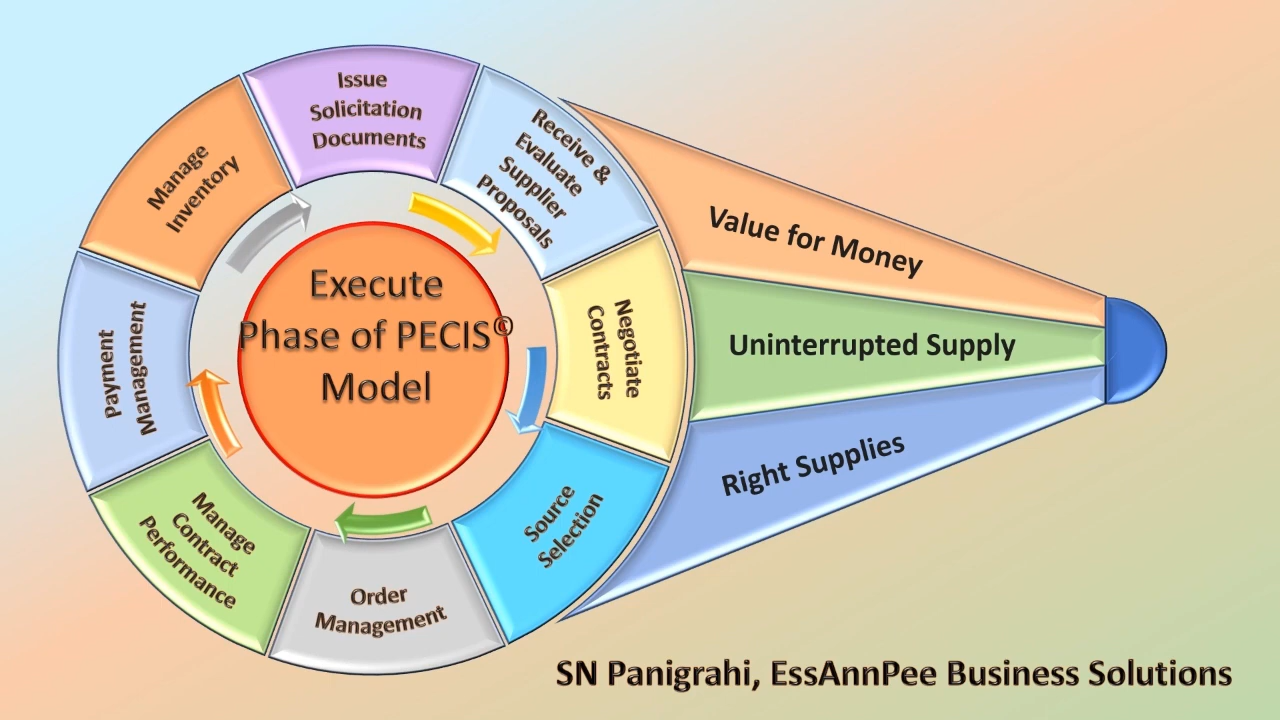 Issue
Solicitation
Documents
Receive &
Evaluate
Supplier
Proposals
Negotiate
Contracts
Source
Selection
Order
Management
Manage
Contract
Performance
Payment
Management
Manage
Inventory
Execute
Phase of PECIS©
Model
Value for Money
Uninterrupted Supply
Right Supplies
SN Panigrahi, EssAnnPee Business Solutions